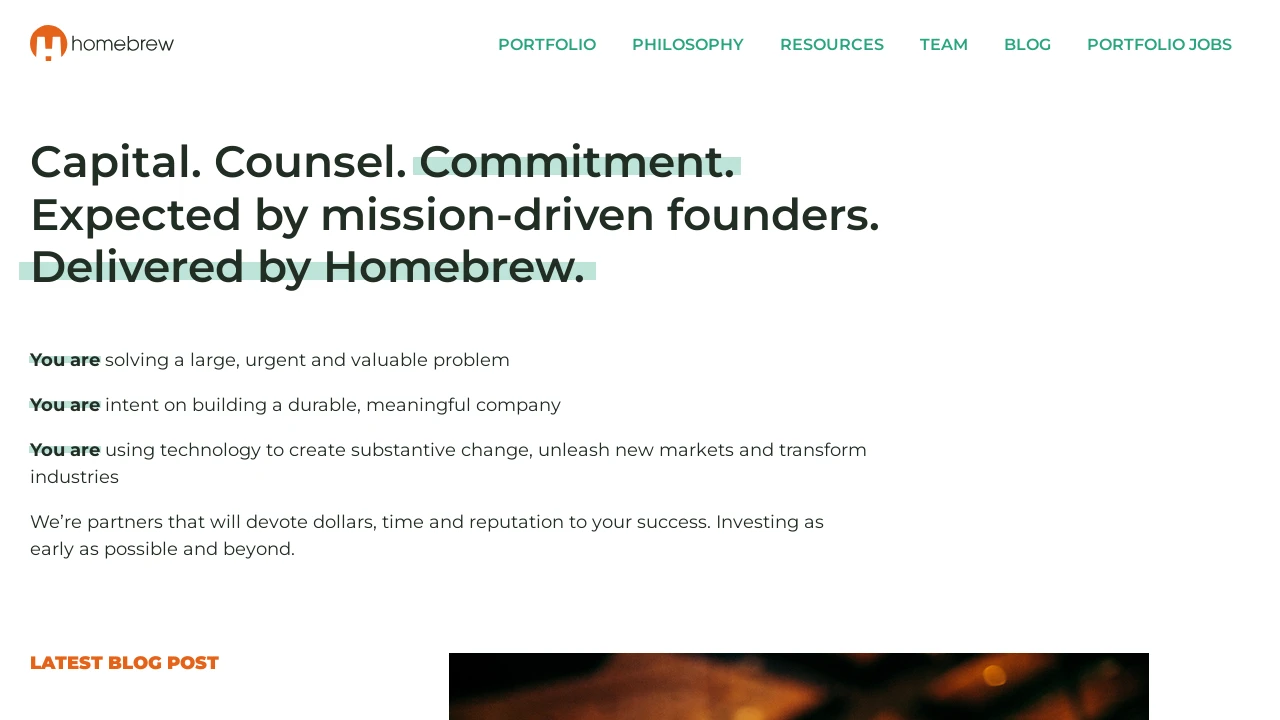 homebrew
PORTFOLIO PHILOSOPHY RESOURCES TEAM BLOG PORTFOLIO JOBS
Capital. Counsel. Commitment.
Expected by mission-driven founders.
Delivered by Homebrew.
You are solving a large, urgent and valuable problem
You are intent on building a durable, meaningful company
You are using technology to create substantive change, unleash new markets and transform
industries
We’re partners that will devote dollars, time and reputation to your success. Investing as
early as possible and beyond.
LATEST BLOG POST